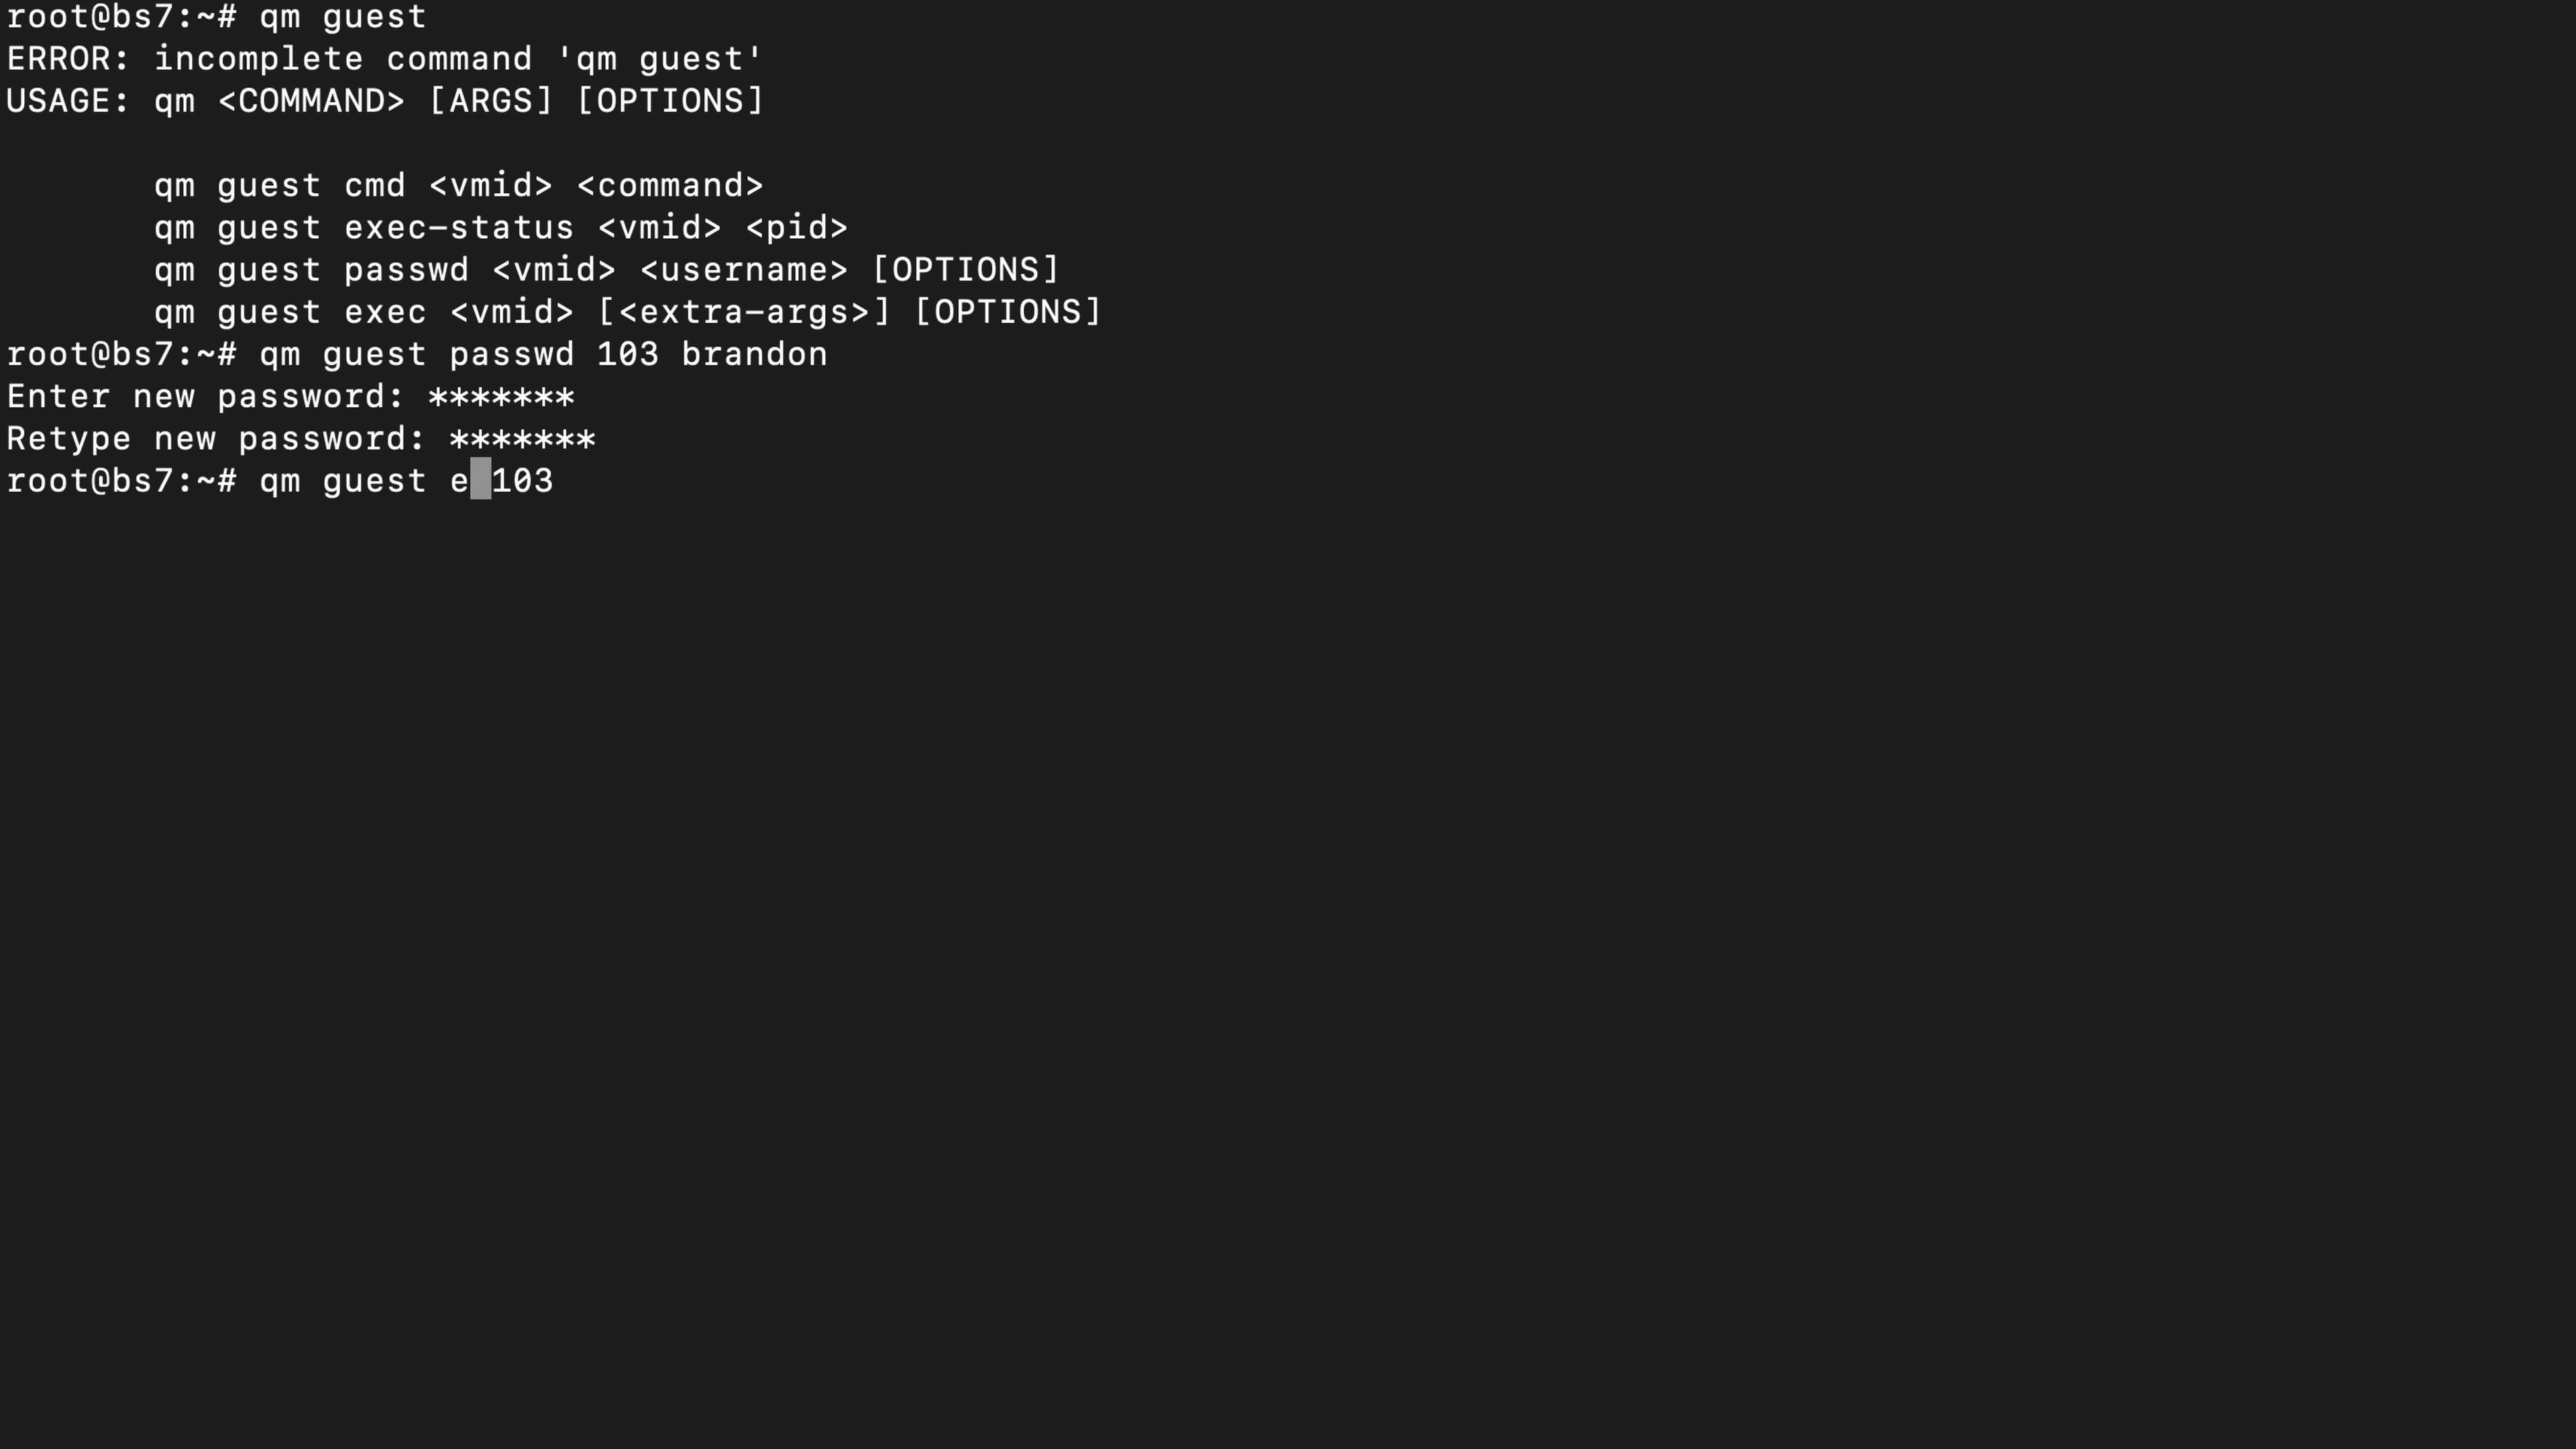 root@bs7:~# qm guest
ERROR: incomplete command 'qm guest'
USAGE: qm <COMMAND> [ARGS] [OPTIONS]
qm guest cmd <vmid> <command>
qm guest exec-status <vmid> <pid>
qm guest passwd <vmid> <username> [OPTIONS]
qm guest exec <vmid> [<extra-args>] [OPTIONS]
root@bs7:~# qm guest passwd 103 brandon
Enter new password: *******
Retype new password: *******
root@bs7:~# qm guest e 103